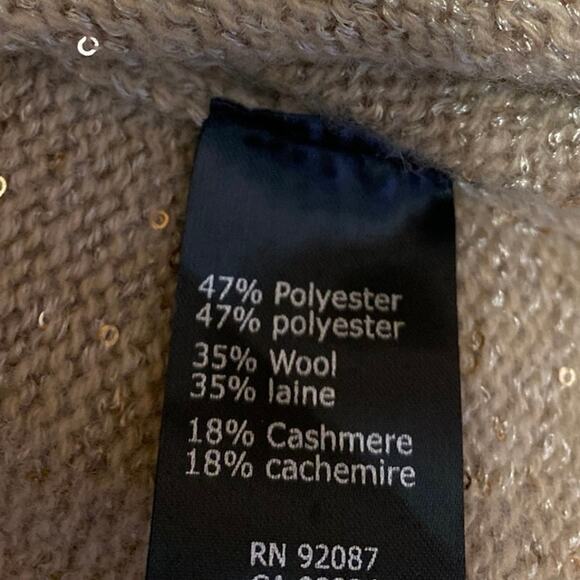 47% Polyester
47% polyester
35% Wool
35% laine
18% Cashmere
18% cachemire
RN 92087